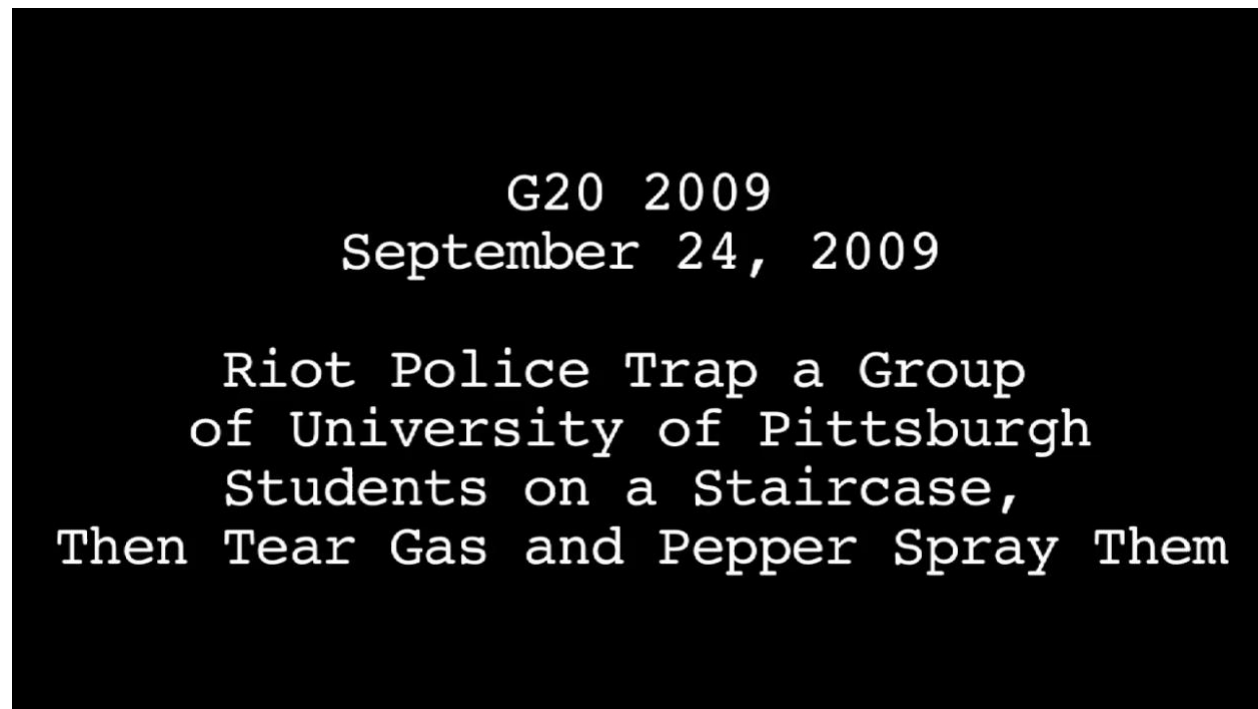 G20 2009
September 24, 2009
Riot Police Trap a Group
of University of Pittsburgh
Students on a Staircase,
Then Tear Gas and Pepper Spray Them